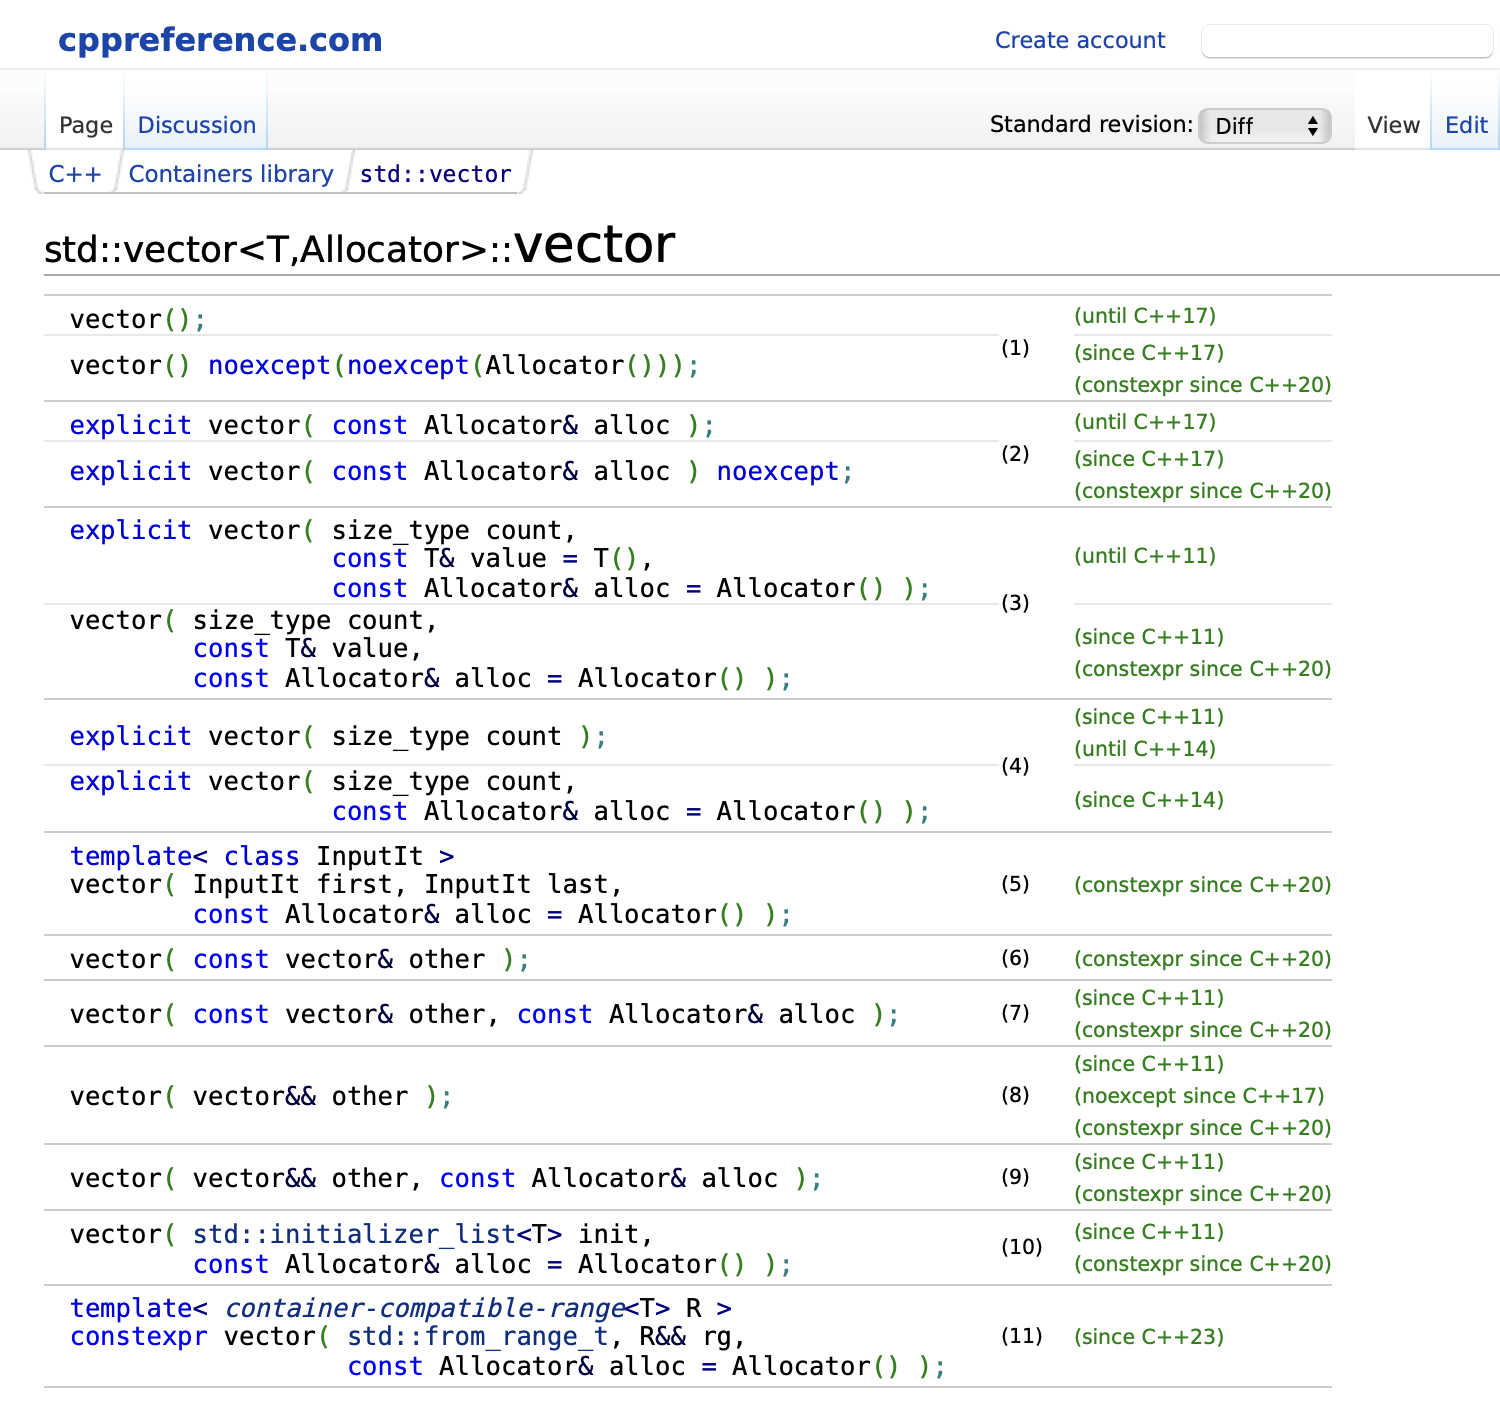 cppreference.com
Create account
Page
Discussion
Standard revision:
Diff
View
Edit
C++
Containers library
std::vector
std::vector<T,Allocator>::vector
vector();
(until C++17)
(1)
vector() noexcept(noexcept(Allocator()));
(since C++17)
(constexpr since C++20)
explicit vector( const Allocator& alloc );
(until C++17)
(2)
explicit vector( const Allocator& alloc ) noexcept;
(since C++17)
(constexpr since C++20)
explicit vector( size_type count,
const T& value = T(),
const Allocator& alloc = Allocator() );
(until C++11)
(3)
vector( size_type count,
const T& value,
const Allocator& alloc = Allocator() );
(since C++11)
(constexpr since C++20)
explicit vector( size_type count );
(since C++11)
(until C++14)
(4)
explicit vector( size_type count,
const Allocator& alloc = Allocator() );
(since C++14)
template< class InputIt >
vector( InputIt first, InputIt last,
const Allocator& alloc = Allocator() );
(5)
(constexpr since C++20)
vector( const vector& other );
(6)
(constexpr since C++20)
vector( const vector& other, const Allocator& alloc );
(7)
(since C++11)
(constexpr since C++20)
vector( vector&& other );
(8)
(since C++11)
(noexcept since C++17)
(constexpr since C++20)
vector( vector&& other, const Allocator& alloc );
(9)
(since C++11)
(constexpr since C++20)
vector( std::initializer_list<T> init,
const Allocator& alloc = Allocator() );
(10)
(since C++11)
(constexpr since C++20)
template< container-compatible-range<T> R >
constexpr vector( std::from_range_t, R&& rg,
const Allocator& alloc = Allocator() );
(11)
(since C++23)